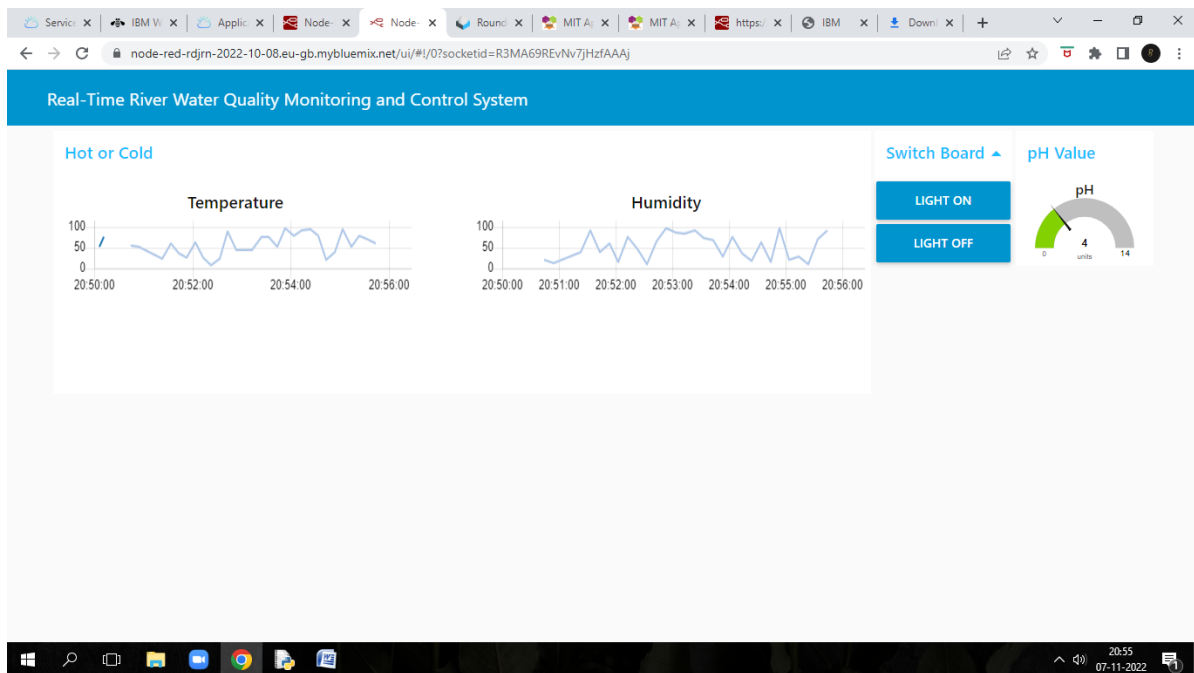 Service
IBM W
Applic
Node-
Node-
Round
MIT Ap
MIT Ap
https:/
IBM
Downl
node-red-rdjrn-2022-10-08.eu-gb.mybluemix.net/ui/#!/0?socketid=R3MA69REvNv7jHzfAAAj
Real-Time River Water Quality Monitoring and Control System
Hot or Cold
Temperature
100
50
0
20:50:00 20:52:00 20:54:00 20:56:00
Humidity
100
50
0
20:50:00 20:51:00 20:52:00 20:53:00 20:54:00 20:55:00 20:56:00
Switch Board
LIGHT ON
LIGHT OFF
pH Value
pH
4
units
0
14
20:55
07-11-2022
1